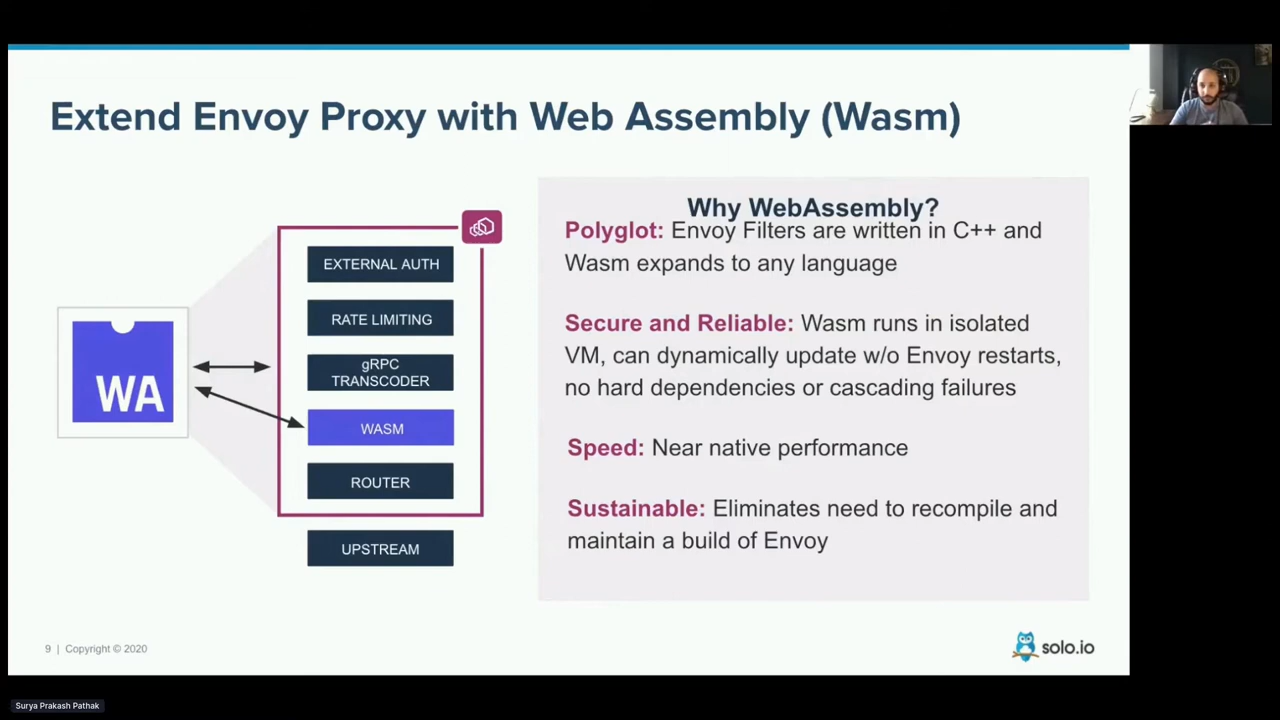 Extend Envoy Proxy with Web Assembly (Wasm)
WA
EXTERNAL AUTH
RATE LIMITING
gRPC
TRANSCODER
WASM
ROUTER
UPSTREAM
Why WebAssembly?
Polyglot: Envoy Filters are written in C++ and
Wasm expands to any language
Secure and Reliable: Wasm runs in isolated
VM, can dynamically update w/o Envoy restarts,
no hard dependencies or cascading failures
Speed: Near native performance
Sustainable: Eliminates need to recompile and
maintain a build of Envoy
9 | Copyright © 2020
solo.io
Surya Prakash Pathak